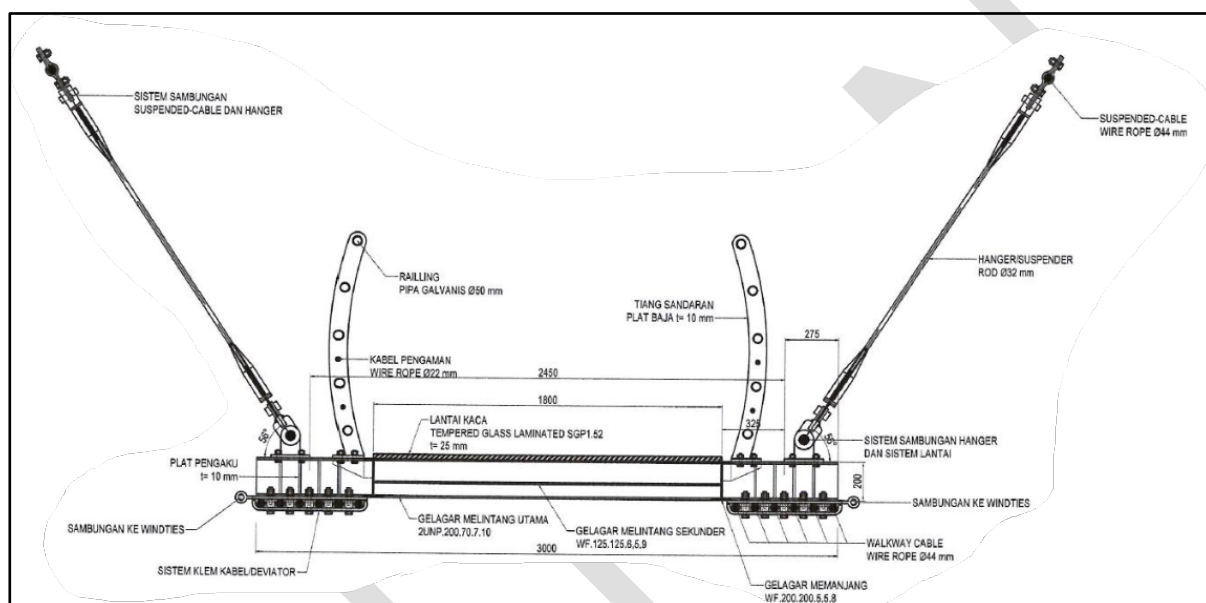 SISTEM SAMBUNGAN
SUSPENDED-CABLE DAN HANGER
SUSPENDED-CABLE
WIRE ROPE Ø44 mm
RAILLING
PIPA GALVANIS Ø50 mm
HANGER/SUSPENDER
ROD Ø32 mm
TIANG SANDARAN
PLAT BAJA t= 10 mm
275
KABEL PENGAMAN
WIRE ROPE Ø22 mm
2450
1800
LANTAI KACA
TEMPERED GLASS LAMINATED SGP1.52
t= 25 mm
325
56°
SISTEM SAMBUNGAN HANGER
DAN SISTEM LANTAI
PLAT PENGAKU
t= 10 mm
200
SAMBUNGAN KE WINDTIES
SAMBUNGAN KE WINDTIES
GELAGAR MELINTANG UTAMA
2UNP.200.70.7.10
GELAGAR MELINTANG SEKUNDER
WF.125.125.6,5.9
WALKWAY CABLE
WIRE ROPE Ø44 mm
3000
SISTEM KLEM KABEL/DEVIATOR
GELAGAR MEMANJANG
WF.200.200.5,5.8